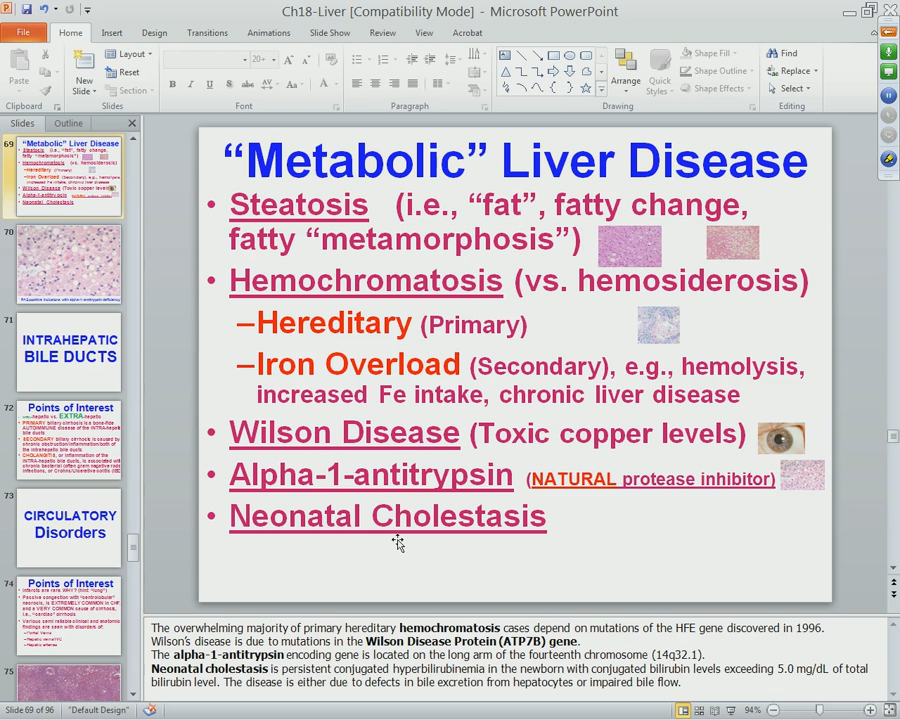 Ch18-Liver [Compatibility Mode] - Microsoft PowerPoint
File Home Insert Design Transitions Animations Slide Show Review View Acrobat
Paste
Clipboard
New Slide
Layout
Reset
Section
Slides
20
Font
Paragraph
Arrange
Quick Styles
Shape Fill
Shape Outline
Shape Effects
Drawing
Find
Replace
Select
Editing
Slides Outline
69
“Metabolic” Liver Disease
70
71
INTRAHEPATIC
BILE DUCTS
72
Points of Interest
73
CIRCULATORY
Disorders
74
Points of Interest
75
“Metabolic” Liver Disease
• Steatosis (i.e., “fat”, fatty change,
fatty “metamorphosis”)
• Hemochromatosis (vs. hemosiderosis)
–Hereditary (Primary)
–Iron Overload (Secondary), e.g., hemolysis,
increased Fe intake, chronic liver disease
• Wilson Disease (Toxic copper levels)
• Alpha-1-antitrypsin (NATURAL protease inhibitor)
• Neonatal Cholestasis
The overwhelming majority of primary hereditary hemochromatosis cases depend on mutations of the HFE gene discovered in 1996.
Wilson’s disease is due to mutations in the Wilson Disease Protein (ATP7B) gene.
The alpha-1-antitrypsin encoding gene is located on the long arm of the fourteenth chromosome (14q32.1).
Neonatal cholestasis is persistent conjugated hyperbilirubinemia in the newborn with conjugated bilirubin levels exceeding 5.0 mg/dL of total
bilirubin level. The disease is either due to defects in bile excretion from hepatocytes or impaired bile flow.
Slide 69 of 96 "Default Design" 94%